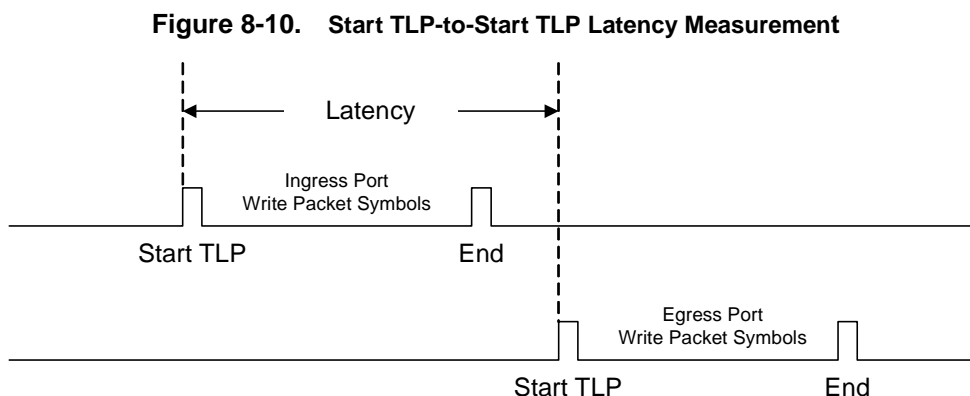 Figure 8-10. Start TLP-to-Start TLP Latency Measurement
Latency
Ingress Port
Write Packet Symbols
Start TLP
End
Egress Port
Write Packet Symbols
Start TLP
End